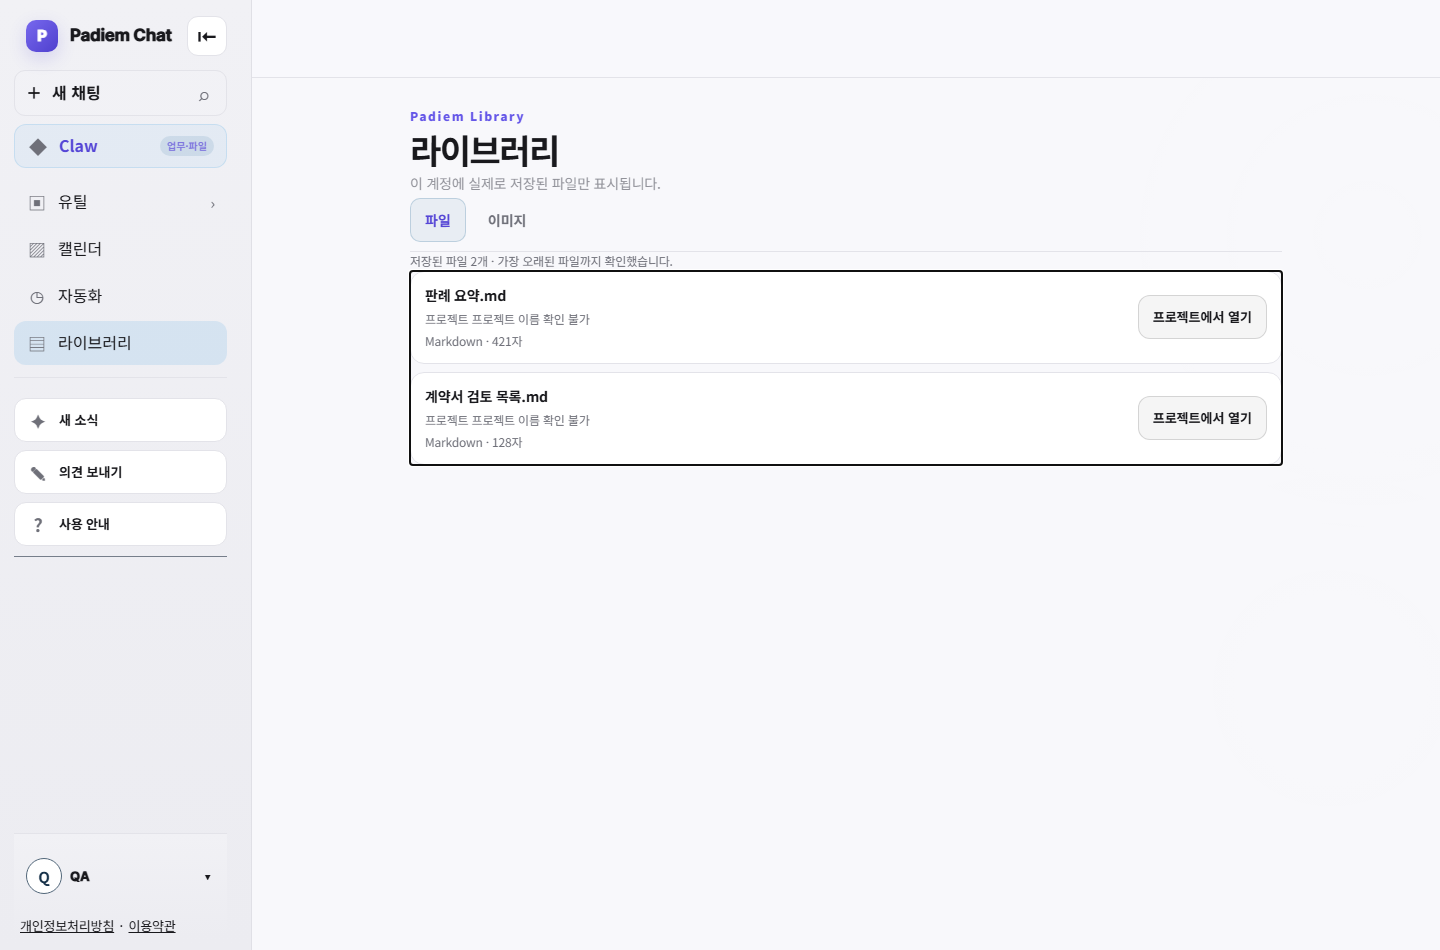 P Padiem Chat
+ 새 채팅
Claw 업무·파일
유틸
캘린더
자동화
라이브러리
새 소식
의견 보내기
? 사용 안내
Q QA
개인정보처리방침 · 이용약관
Padiem Library
라이브러리
이 계정에 실제로 저장된 파일만 표시됩니다.
파일 이미지
저장된 파일 2개 · 가장 오래된 파일까지 확인했습니다.
판례 요약.md
프로젝트 프로젝트 이름 확인 불가
Markdown · 421자
프로젝트에서 열기
계약서 검토 목록.md
프로젝트 프로젝트 이름 확인 불가
Markdown · 128자
프로젝트에서 열기